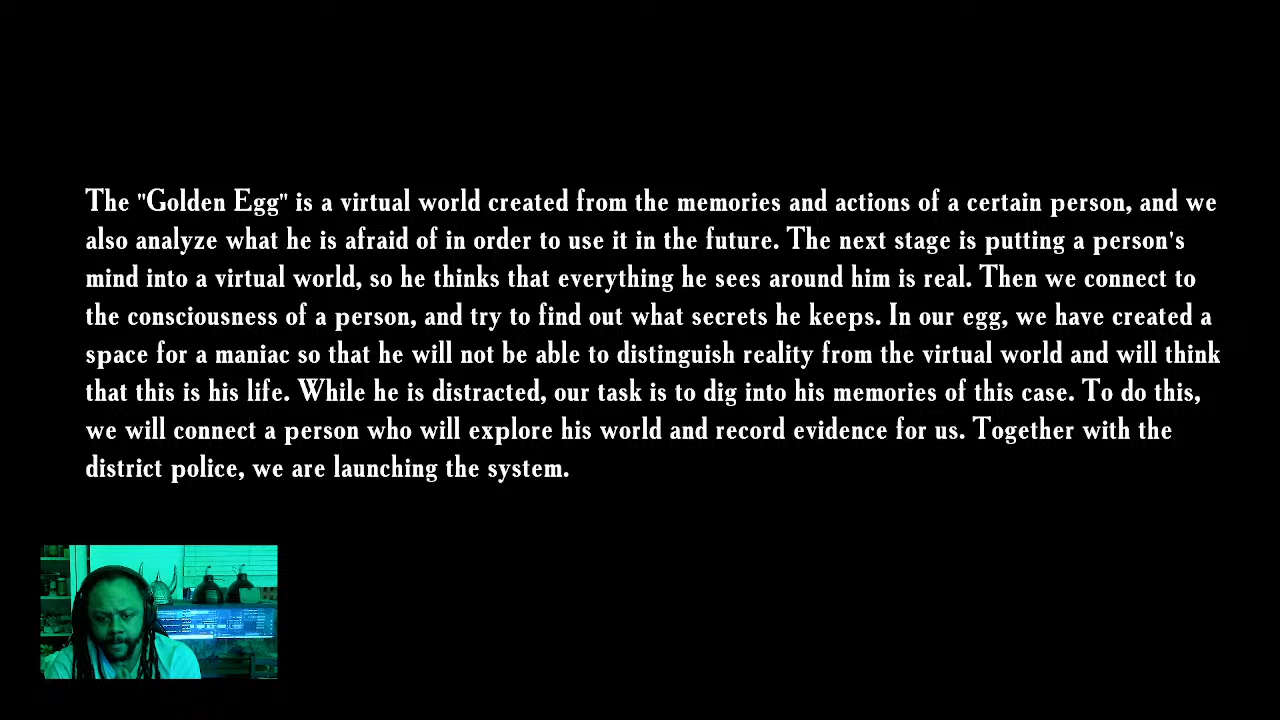 The "Golden Egg" is a virtual world created from the memories and actions of a certain person, and we
also analyze what he is afraid of in order to use it in the future. The next stage is putting a person's
mind into a virtual world, so he thinks that everything he sees around him is real. Then we connect to
the consciousness of a person, and try to find out what secrets he keeps. In our egg, we have created a
space for a maniac so that he will not be able to distinguish reality from the virtual world and will think
that this is his life. While he is distracted, our task is to dig into his memories of this case. To do this,
we will connect a person who will explore his world and record evidence for us. Together with the
district police, we are launching the system.